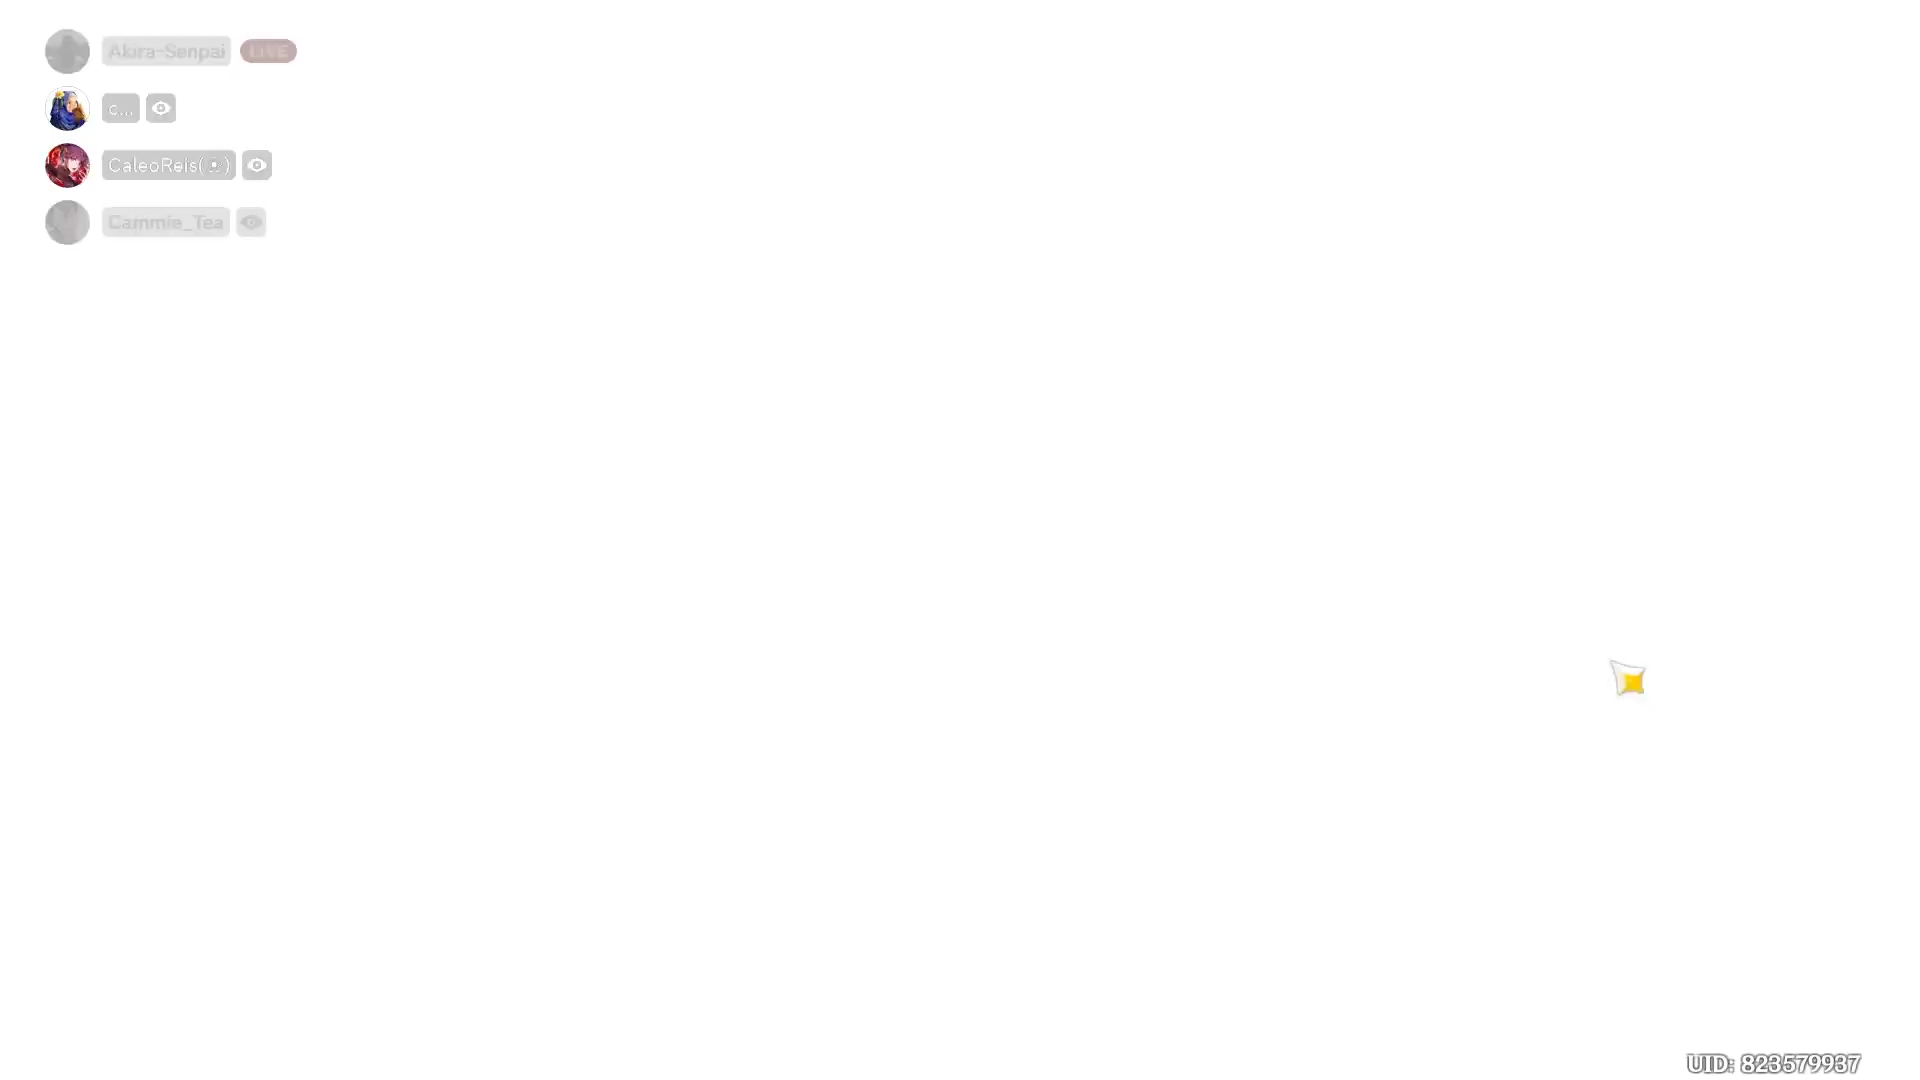 Akira-Senpai LIVE
c...
CaleoReis( • )
Cammie_Tea
UID: 823579937